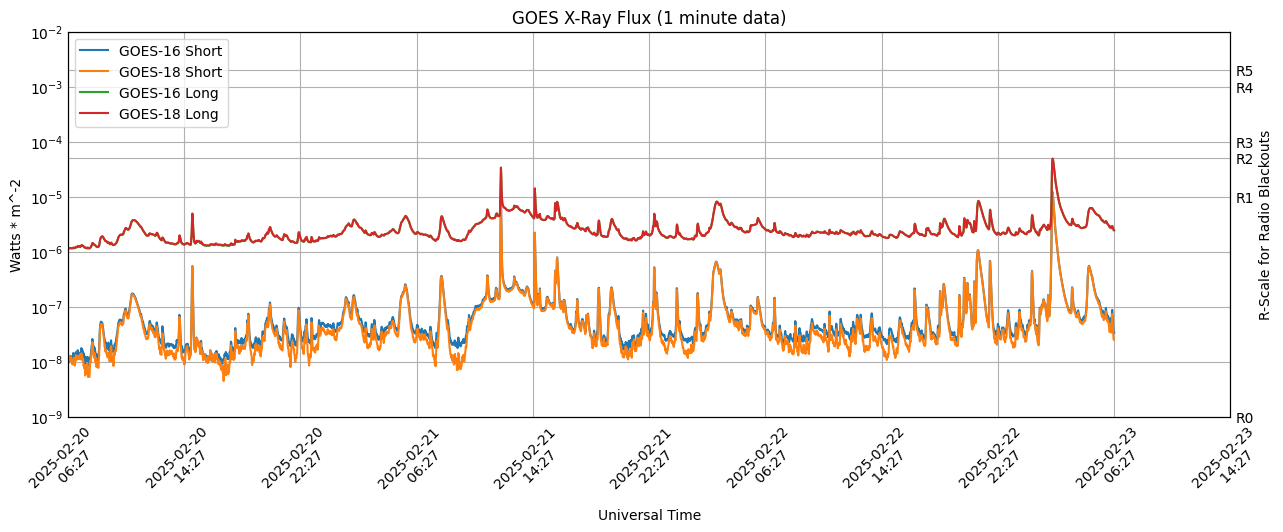 GOES X-Ray Flux (1 minute data)
GOES-16 Short
GOES-18 Short
GOES-16 Long
GOES-18 Long
Watts * m^-2
10^-2
10^-3
10^-4
10^-5
10^-6
10^-7
10^-8
10^-9
R5
R4
R3
R2
R1
R0
R-Scale for Radio Blackouts
2025-02-20
06:27
2025-02-20
14:27
2025-02-20
22:27
2025-02-21
06:27
2025-02-21
14:27
2025-02-21
22:27
2025-02-22
06:27
2025-02-22
14:27
2025-02-22
22:27
2025-02-23
06:27
2025-02-23
14:27
Universal Time